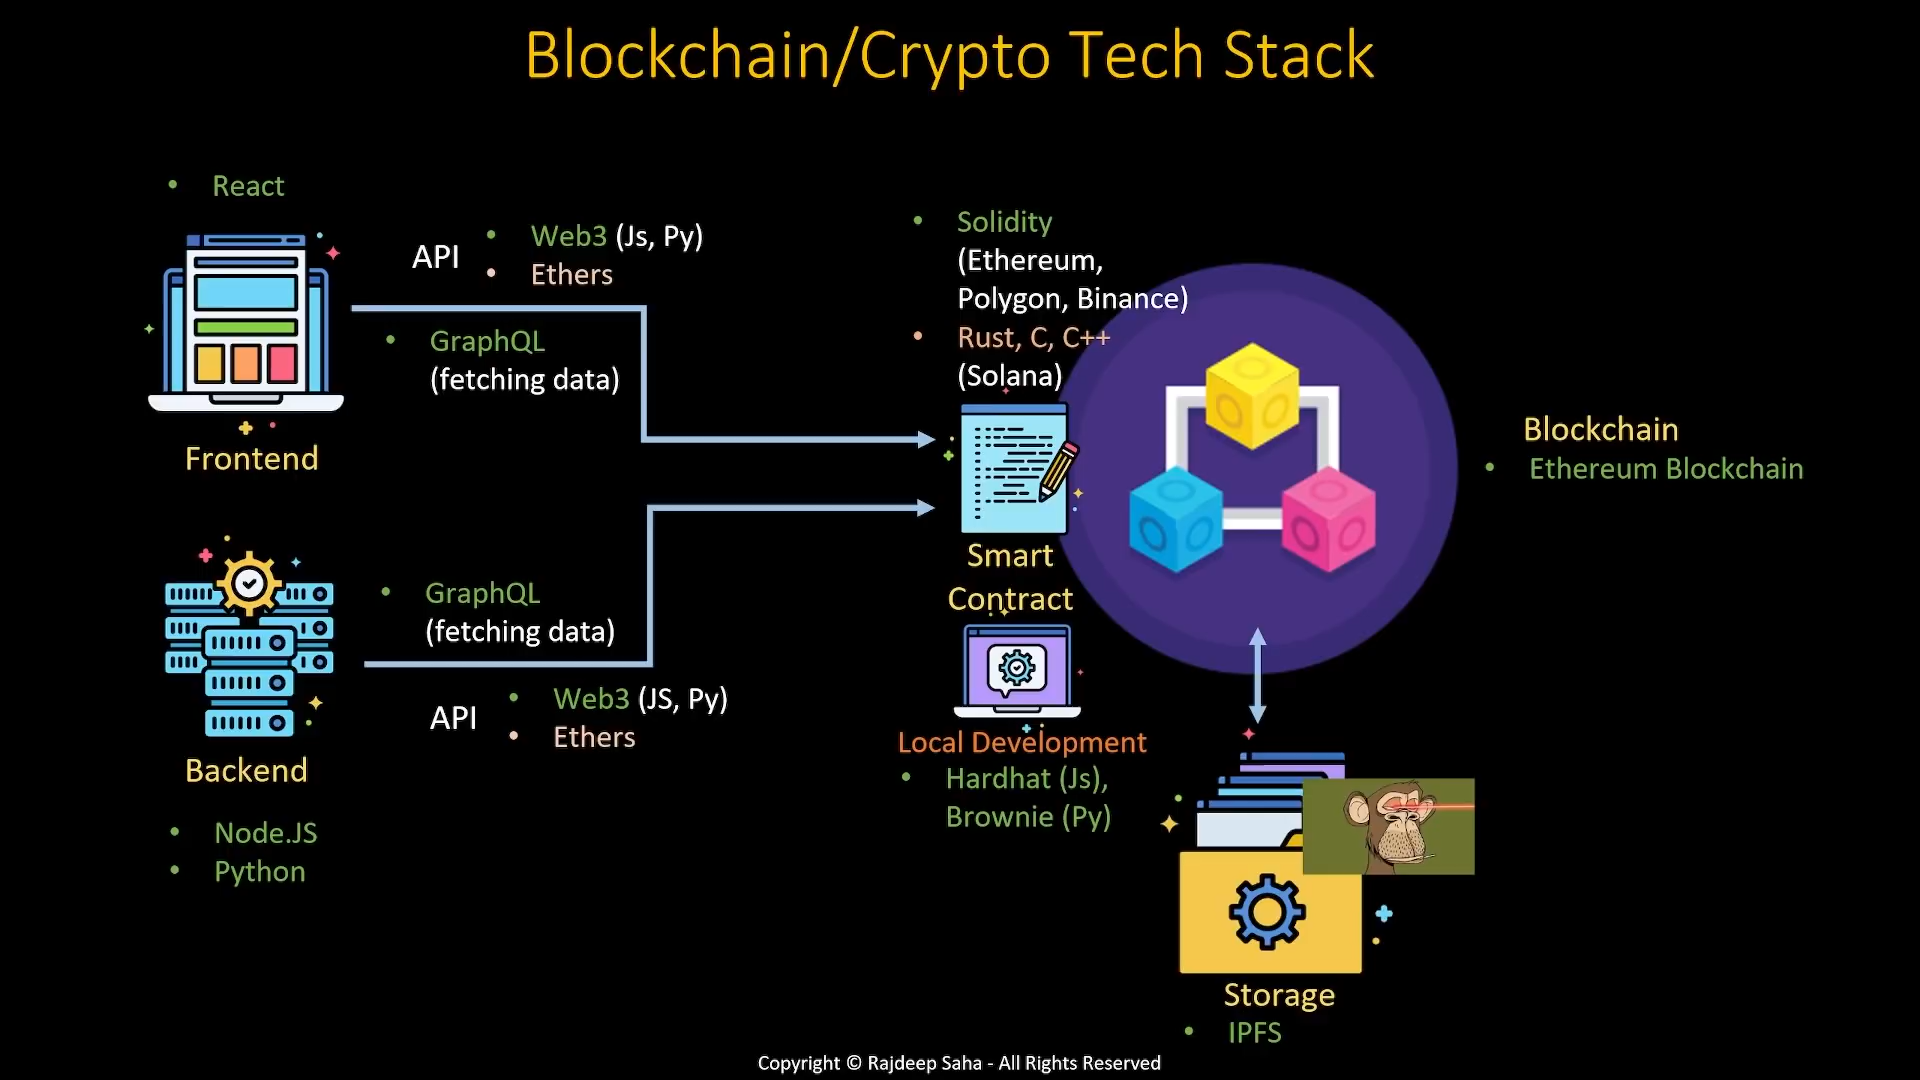 Blockchain/Crypto Tech Stack
• React
API
• Web3 (Js, Py)
• Ethers
• GraphQL
(fetching data)
Frontend
• GraphQL
(fetching data)
API
• Web3 (JS, Py)
• Ethers
Backend
• Node.JS
• Python
• Solidity
(Ethereum,
Polygon, Binance)
• Rust, C, C++
(Solana)
Smart
Contract
Local Development
• Hardhat (Js),
Brownie (Py)
Blockchain
• Ethereum Blockchain
Storage
• IPFS
Copyright © Rajdeep Saha - All Rights Reserved